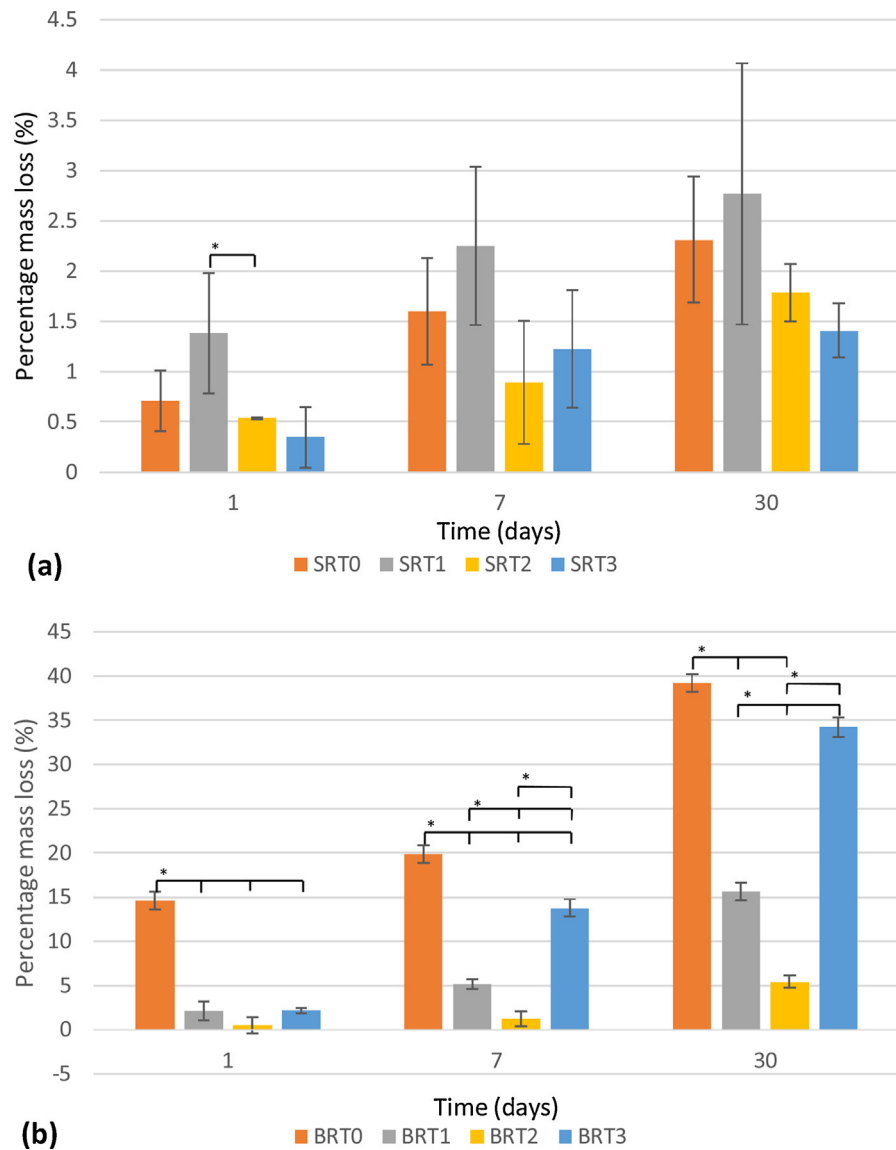 4.5
4
3.5
3
2.5
2
1.5
1
0.5
0
Percentage mass loss (%)
*
1 7 30
Time (days)
(a)
SRT0 SRT1 SRT2 SRT3
45
40
35
30
25
20
15
10
5
0
-5
Percentage mass loss (%)
* * *
* * *
*
1 7 30
Time (days)
(b)
BRT0 BRT1 BRT2 BRT3